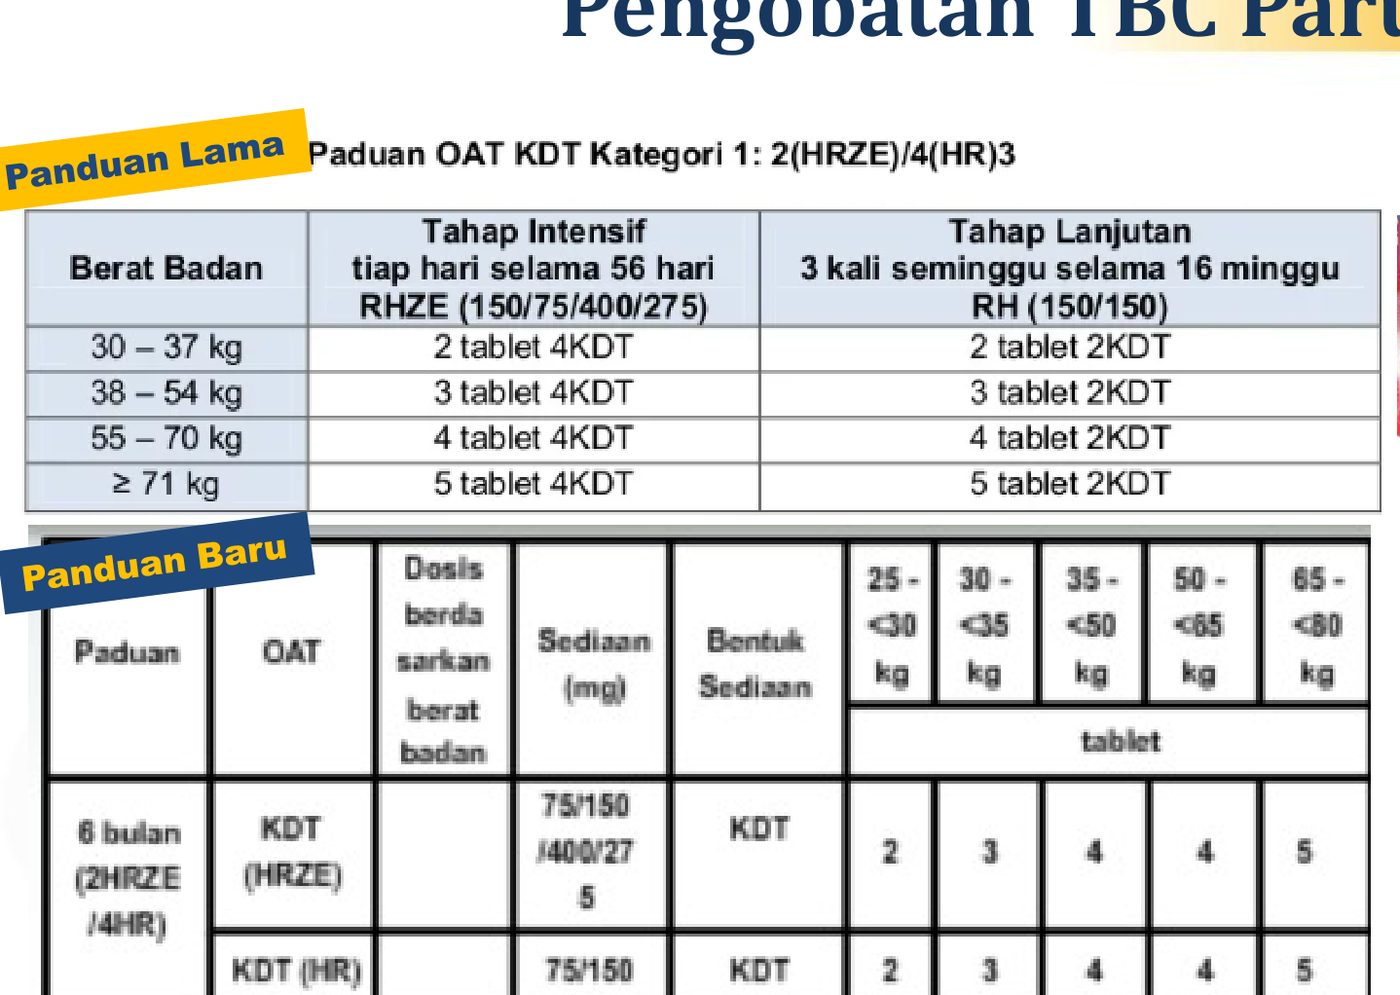 Pengobatan TBC Paru
Panduan Lama
Paduan OAT KDT Kategori 1: 2(HRZE)/4(HR)3
Berat Badan
Tahap Intensif
tiap hari selama 56 hari
RHZE (150/75/400/275)
Tahap Lanjutan
3 kali seminggu selama 16 minggu
RH (150/150)
30 – 37 kg 2 tablet 4KDT 2 tablet 2KDT
38 – 54 kg 3 tablet 4KDT 3 tablet 2KDT
55 – 70 kg 4 tablet 4KDT 4 tablet 2KDT
≥ 71 kg 5 tablet 4KDT 5 tablet 2KDT
Panduan Baru
Paduan
OAT
Dosis
berda
sarkan
berat
badan
Sediaan
(mg)
Bentuk
Sediaan
25 -
<30
kg
30 -
<35
kg
35 -
<50
kg
50 -
<65
kg
65 -
<80
kg
tablet
6 bulan
(2HRZE
/4HR)
KDT
(HRZE)
75/150
/400/27
5
KDT
2 3 4 4 5
KDT (HR) 75/150 KDT 2 3 4 4 5